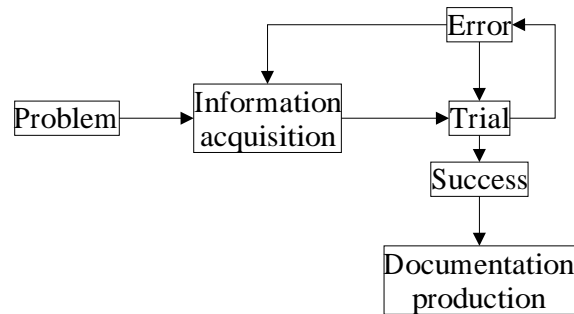 Error
Problem
Information
acquisition
Trial
Success
Documentation
production